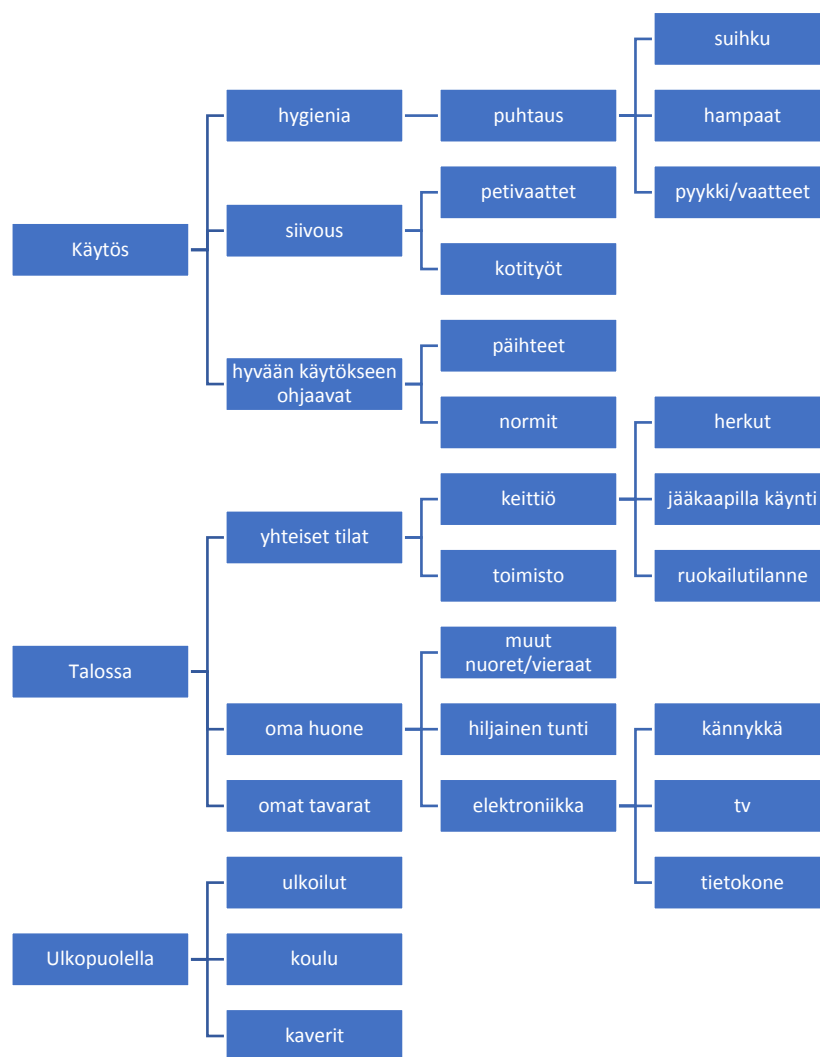 suihku
hygienia
puhtaus
hampaat
petivaattet
pyykki/vaatteet
siivous
Käytös
kotityöt
päihteet
hyvään käytökseen
ohjaavat
normit
herkut
keittiö
jääkaapilla käynti
yhteiset tilat
toimisto
ruokailutilanne
muut
nuoret/vieraat
Talossa
oma huone
hiljainen tunti
kännykkä
omat tavarat
elektroniikka
tv
ulkoilut
tietokone
Ulkopuolella
koulu
kaverit